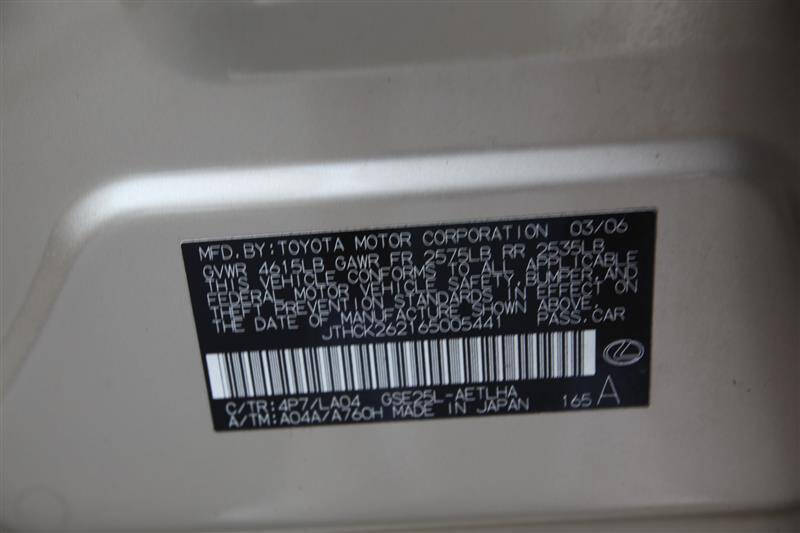 MFD. BY: TOYOTA MOTOR CORPORATION 03/06
GVWR 4615LB GAWR FR 2575LB RR 2535LB
THIS VEHICLE CONFORMS TO ALL APPLICABLE
FEDERAL MOTOR VEHICLE SAFETY, BUMPER, AND
THEFT PREVENTION STANDARDS IN EFFECT ON
THE DATE OF MANUFACTURE SHOWN ABOVE.
JTHCK262165005441 PASS. CAR
C/TR: 4P7/LA04 GSE25L-AETLHA
A/TM: A04A/A760H MADE IN JAPAN 165 A